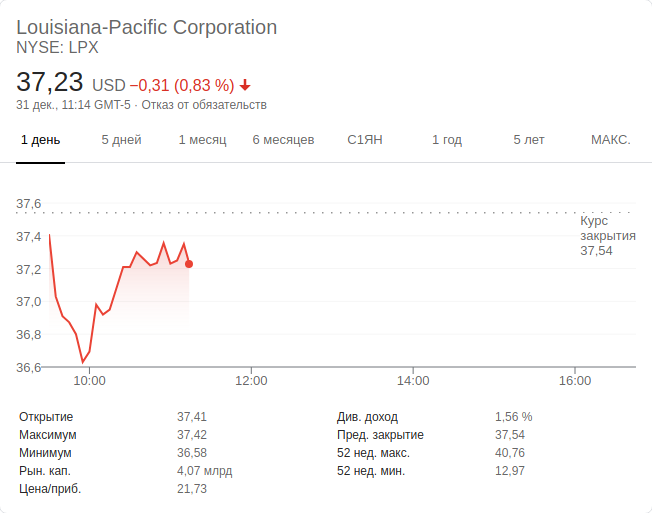 Louisiana-Pacific Corporation
NYSE: LPX
37,23 USD −0,31 (0,83 %)
31 дек., 11:14 GMT-5 · Отказ от обязательств
1 день 5 дней 1 месяц 6 месяцев С1ЯН 1 год 5 лет МАКС.
37,6
37,4
37,2
37,0
36,8
36,6
Курс
закрытия
37,54
10:00 12:00 14:00 16:00
Открытие 37,41 Див. доход 1,56 %
Максимум 37,42 Пред. закрытие 37,54
Минимум 36,58 52 нед. макс. 40,76
Рын. кап. 4,07 млрд 52 нед. мин. 12,97
Цена/приб. 21,73